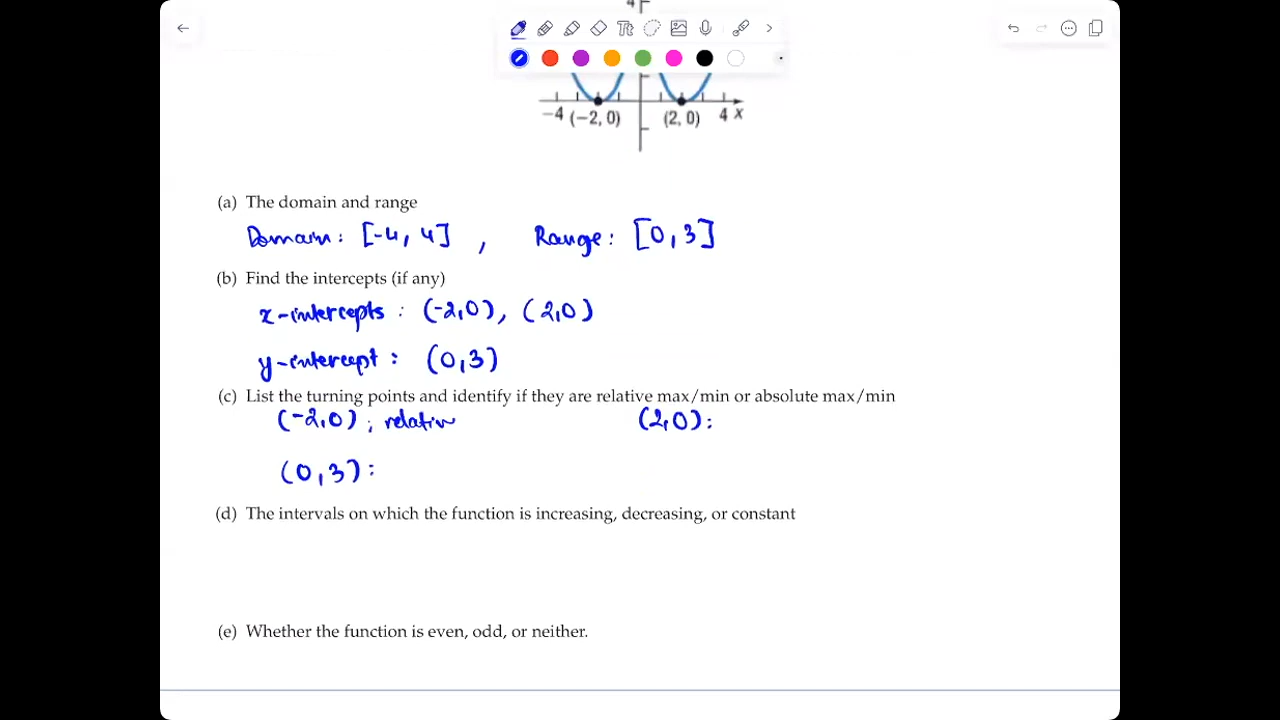 Tt
-4 (-2, 0) (2, 0) 4 x
(a) The domain and range
Domain: [-4, 4] , Range: [0, 3]
(b) Find the intercepts (if any)
x-intercepts : (-2,0), (2,0)
y-intercept : (0,3)
(c) List the turning points and identify if they are relative max/min or absolute max/min
(-2,0) ; relativ (2,0):
(0,3):
(d) The intervals on which the function is increasing, decreasing, or constant
(e) Whether the function is even, odd, or neither.